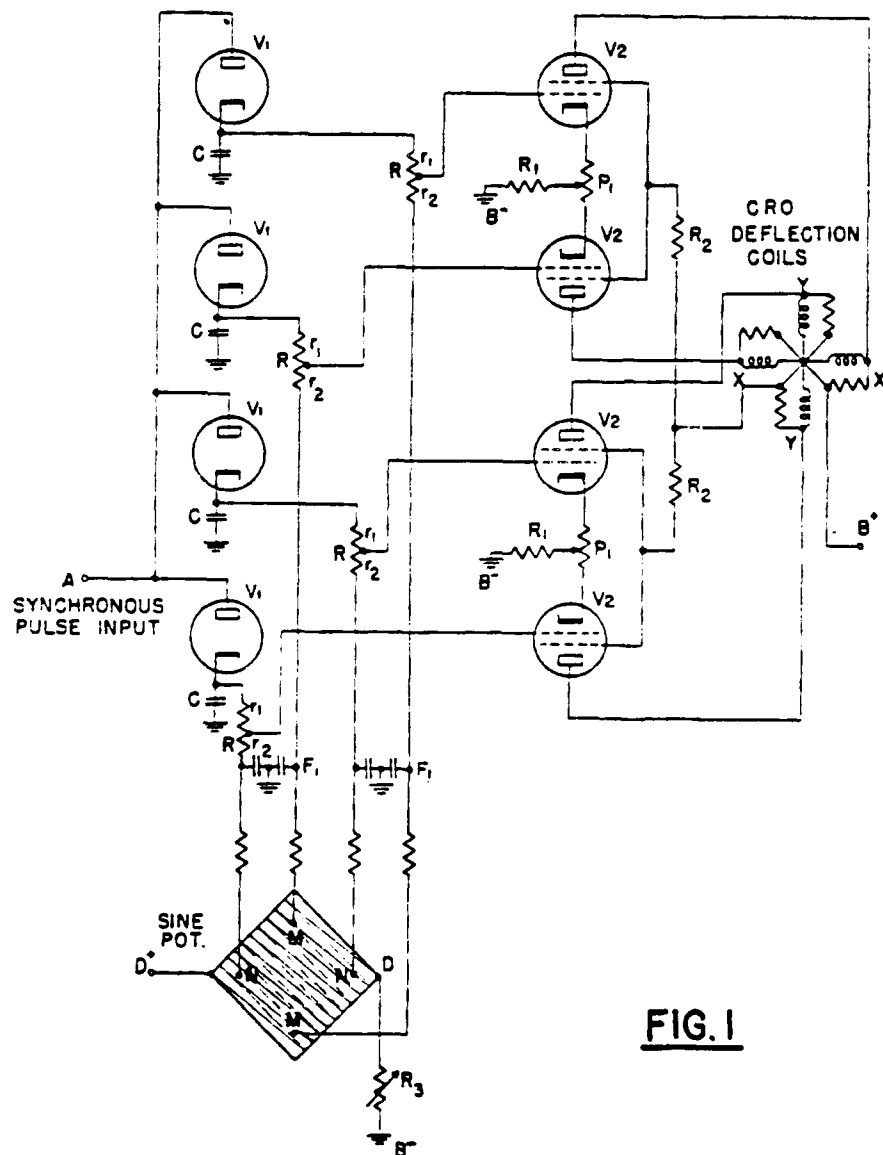 V1
V2
C
R
r1
r2
R1
B-
P1
V1
V2
R2
CRO
DEFLECTION
COILS
C
R
r1
r2
Y
X
X
Y
V1
V2
C
R
r1
r2
R1
B-
P1
R2
B+
A
SYNCHRONOUS
PULSE INPUT
V1
V2
C
r1
R
r2
F1
F1
SINE
POT.
D+
M
N
N
D
M
R3
B-
FIG. 1